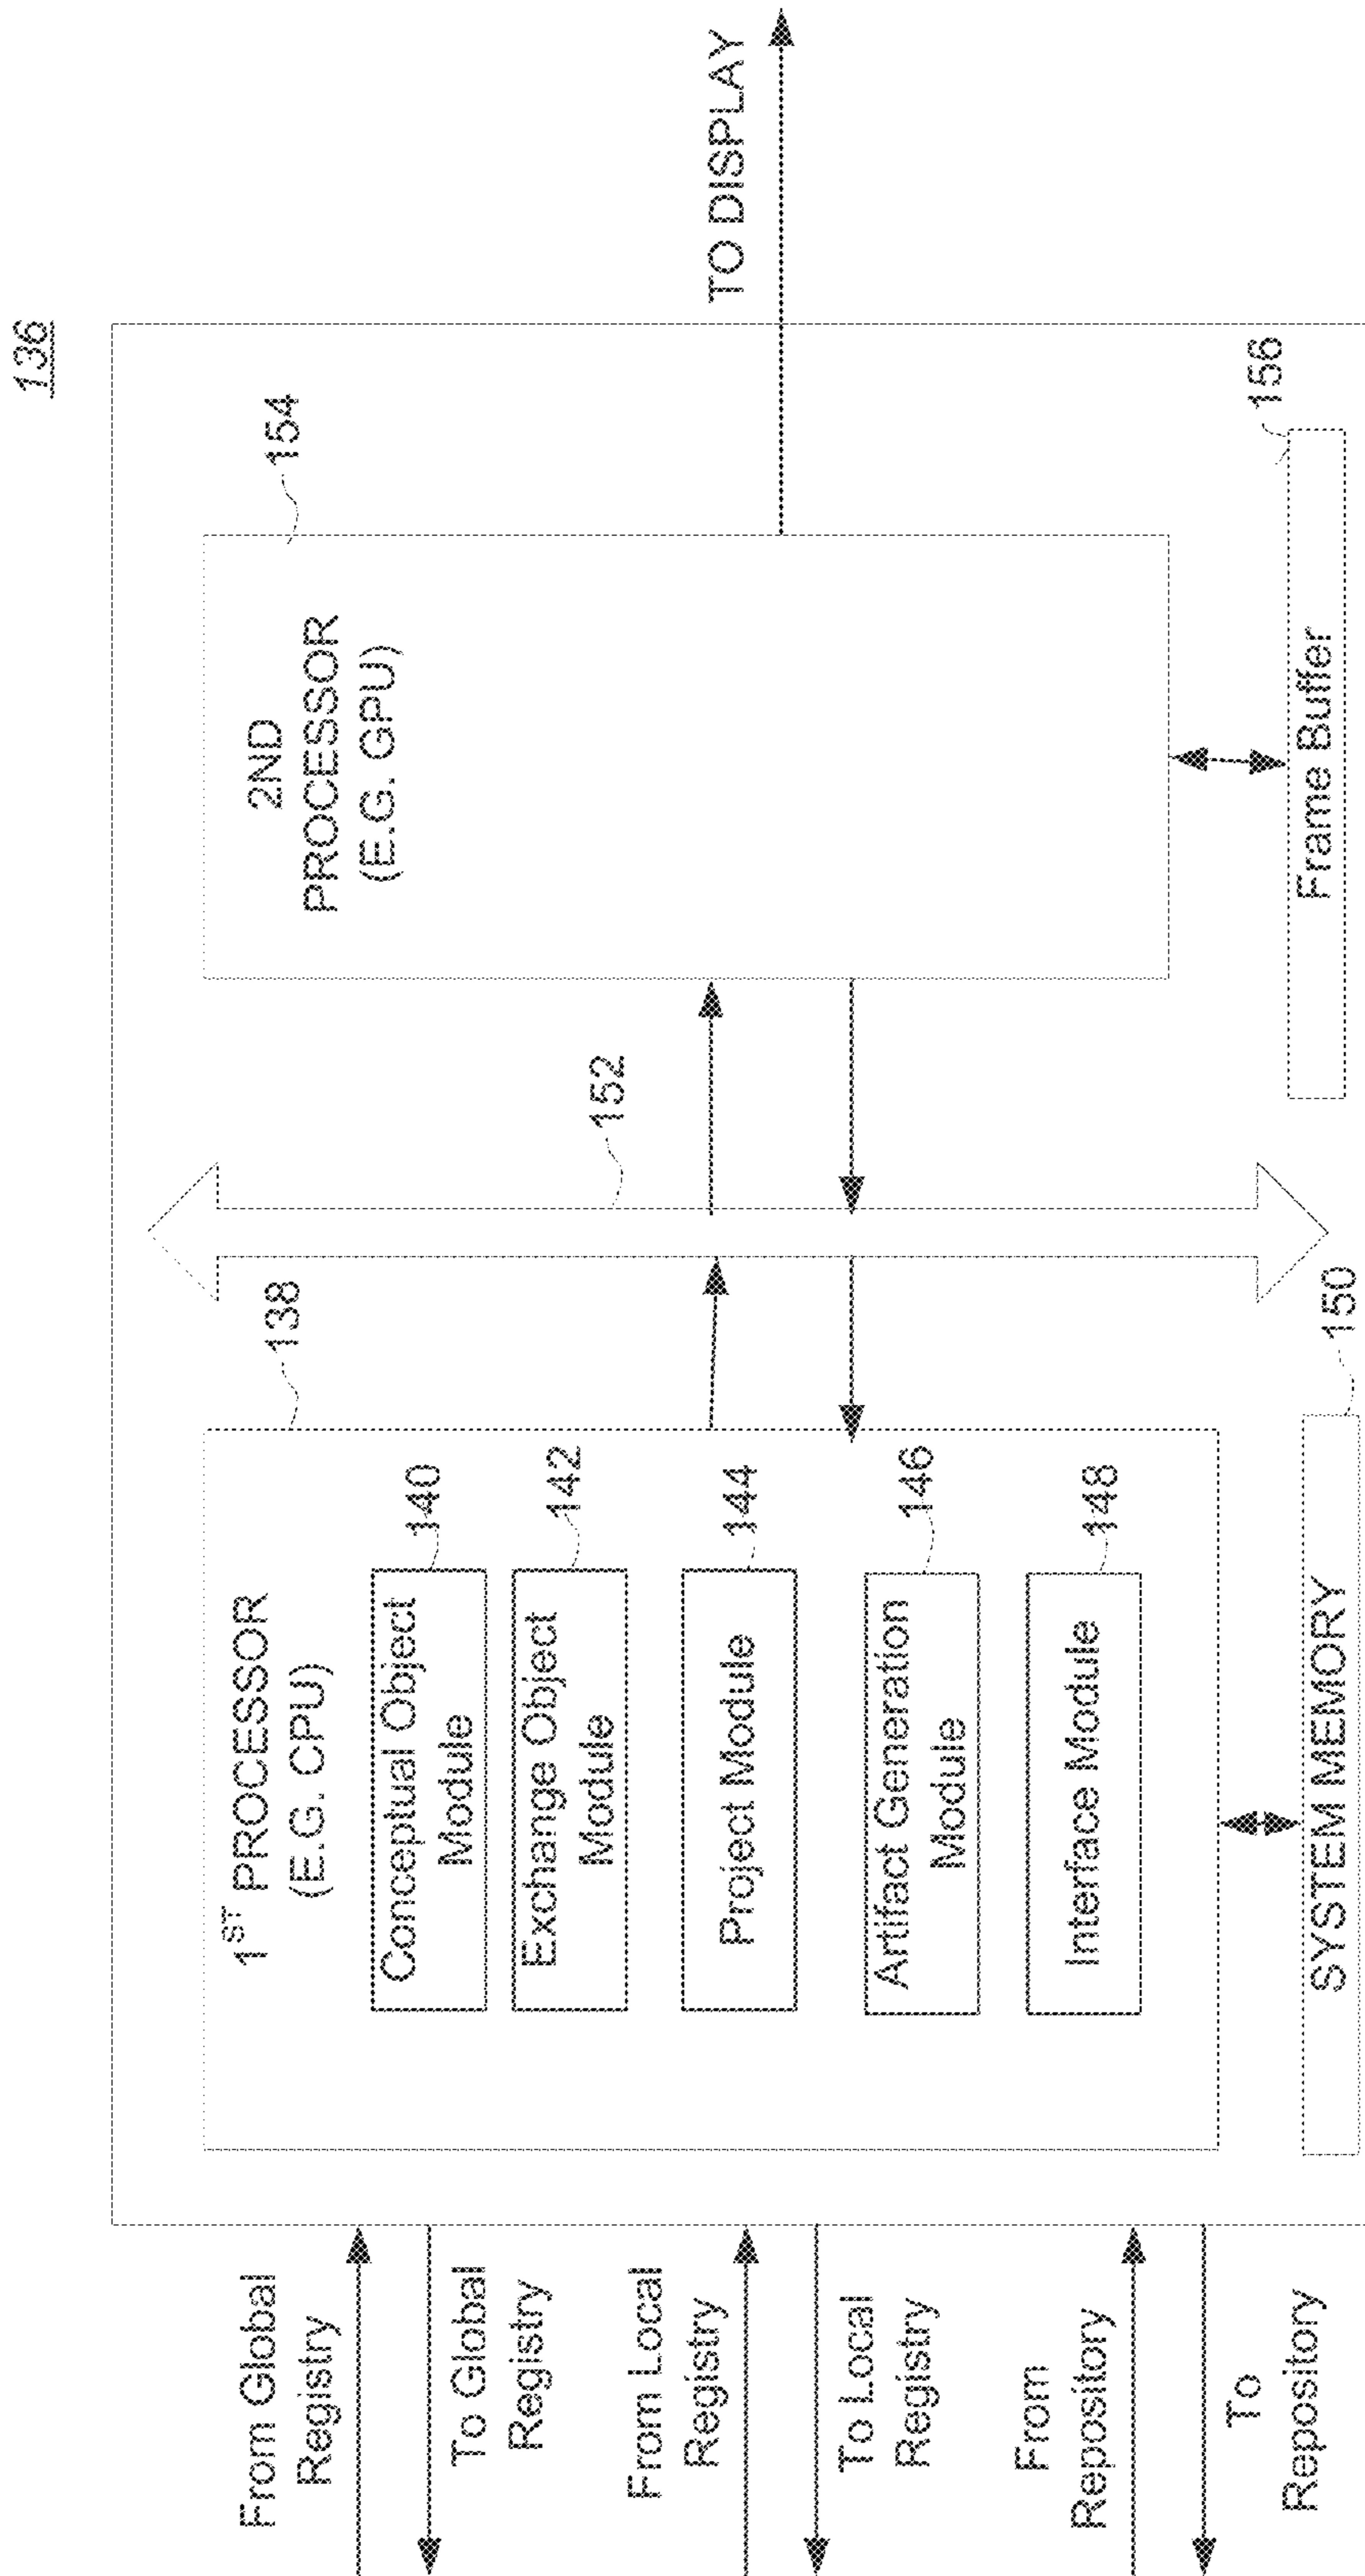 136
From Global
Registry
To Global
Registry
From Local
Registry
To Local
Registry
From
Repository
To
Repository
1ST PROCESSOR
(E.G. CPU)
138
Conceptual Object
Module
140
Exchange Object
Module
142
Project Module
144
Artifact Generation
Module
146
Interface Module
148
SYSTEM MEMORY
150
152
2ND
PROCESSOR
(E.G. GPU)
154
Frame Buffer
156
TO DISPLAY